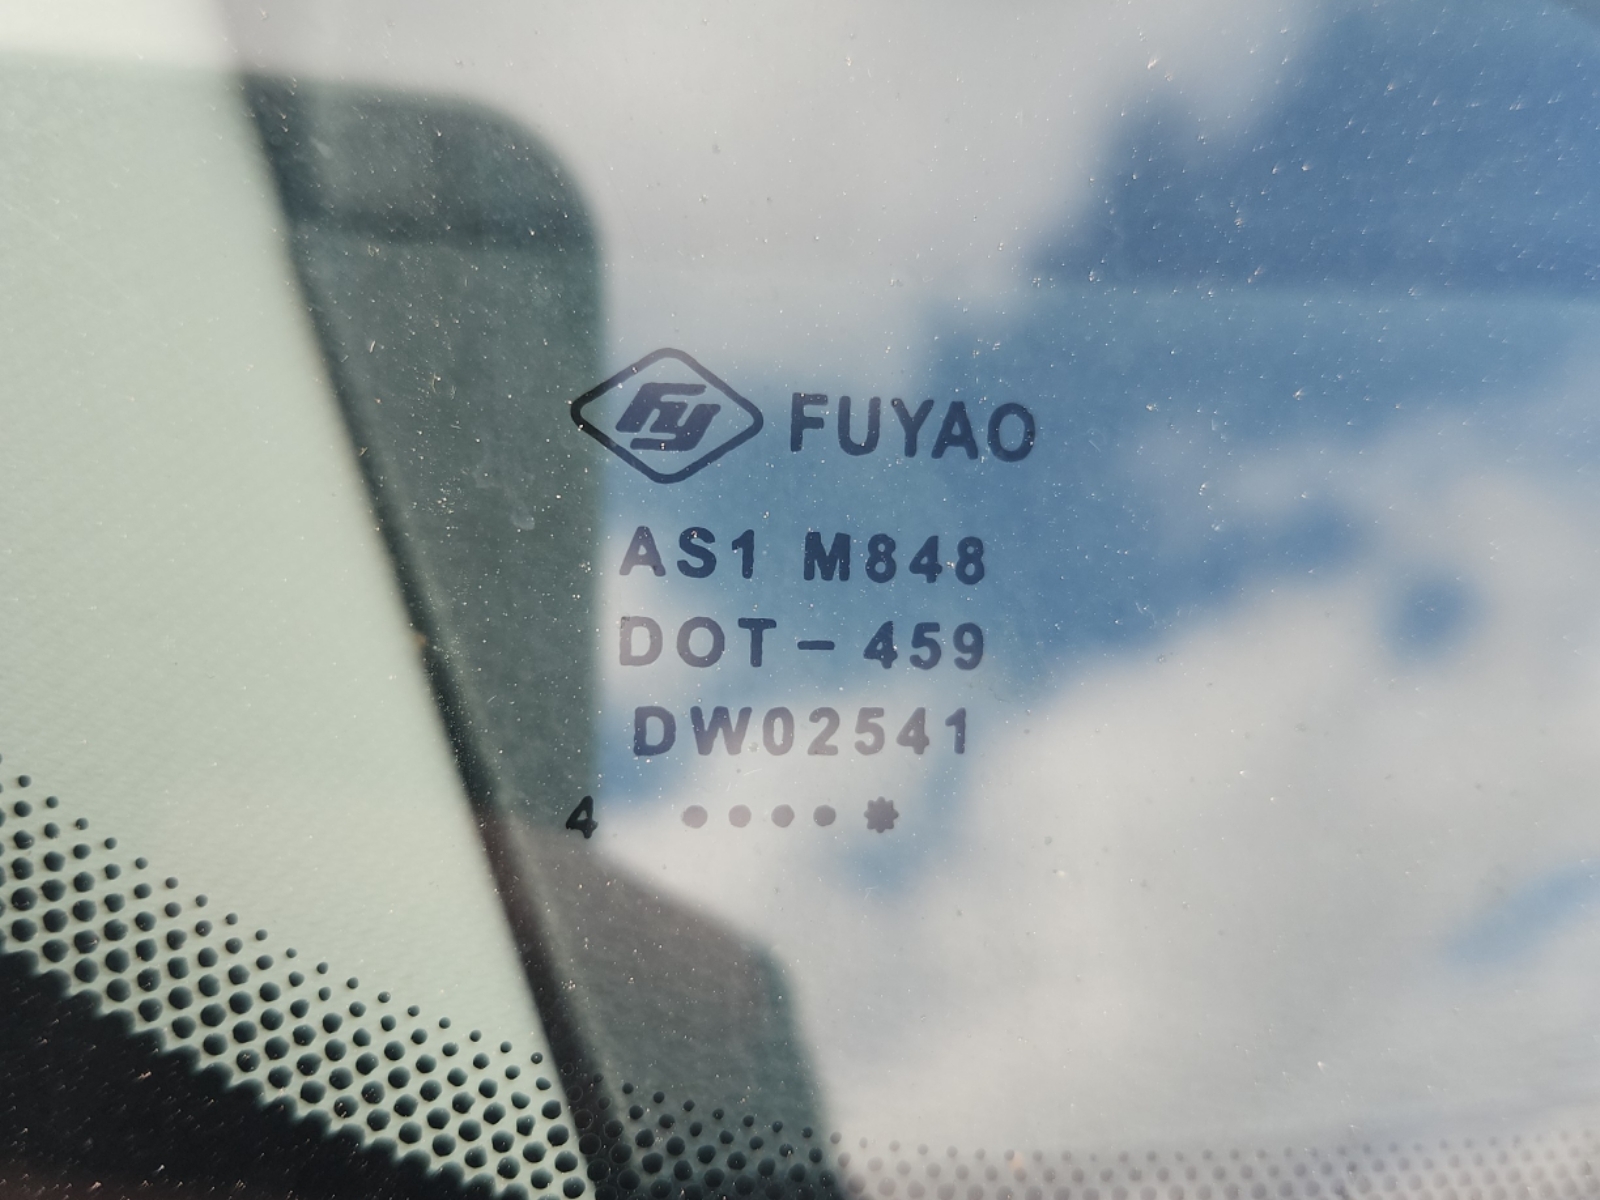 fy FUYAO
AS1 M848
DOT - 459
DW02541
4